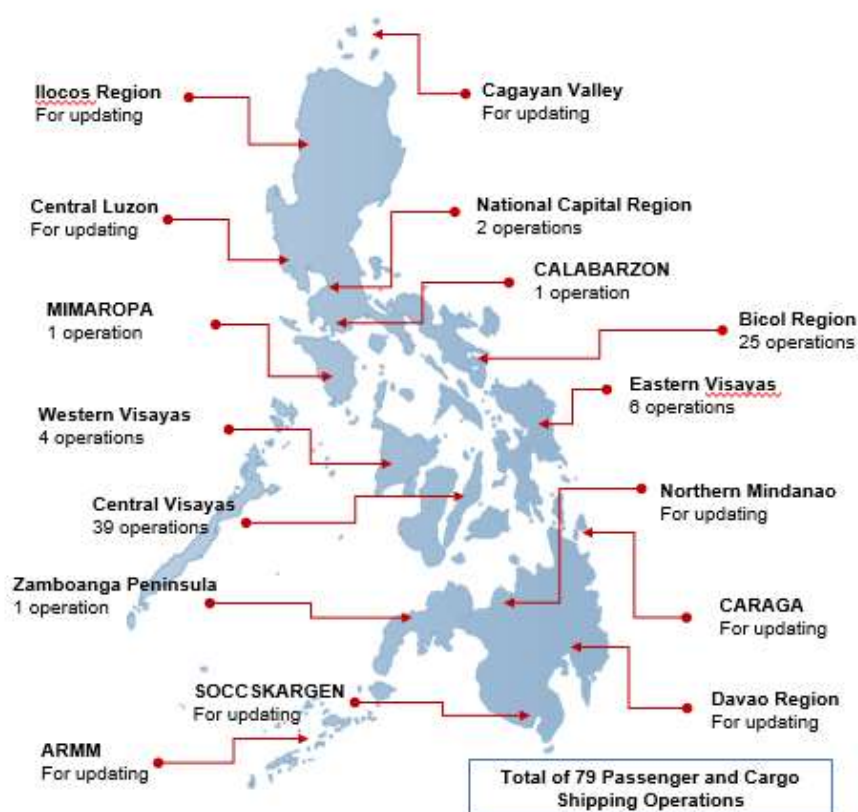 Ilocos Region
For updating
Cagayan Valley
For updating
Central Luzon
For updating
National Capital Region
2 operations
CALABARZON
1 operation
MIMAROPA
1 operation
Bicol Region
25 operations
Eastern Visayas
6 operations
Western Visayas
4 operations
Northern Mindanao
For updating
Central Visayas
39 operations
Zamboanga Peninsula
1 operation
CARAGA
For updating
SOCCSKARGEN
For updating
Davao Region
For updating
ARMM
For updating
Total of 79 Passenger and Cargo
Shipping Operations